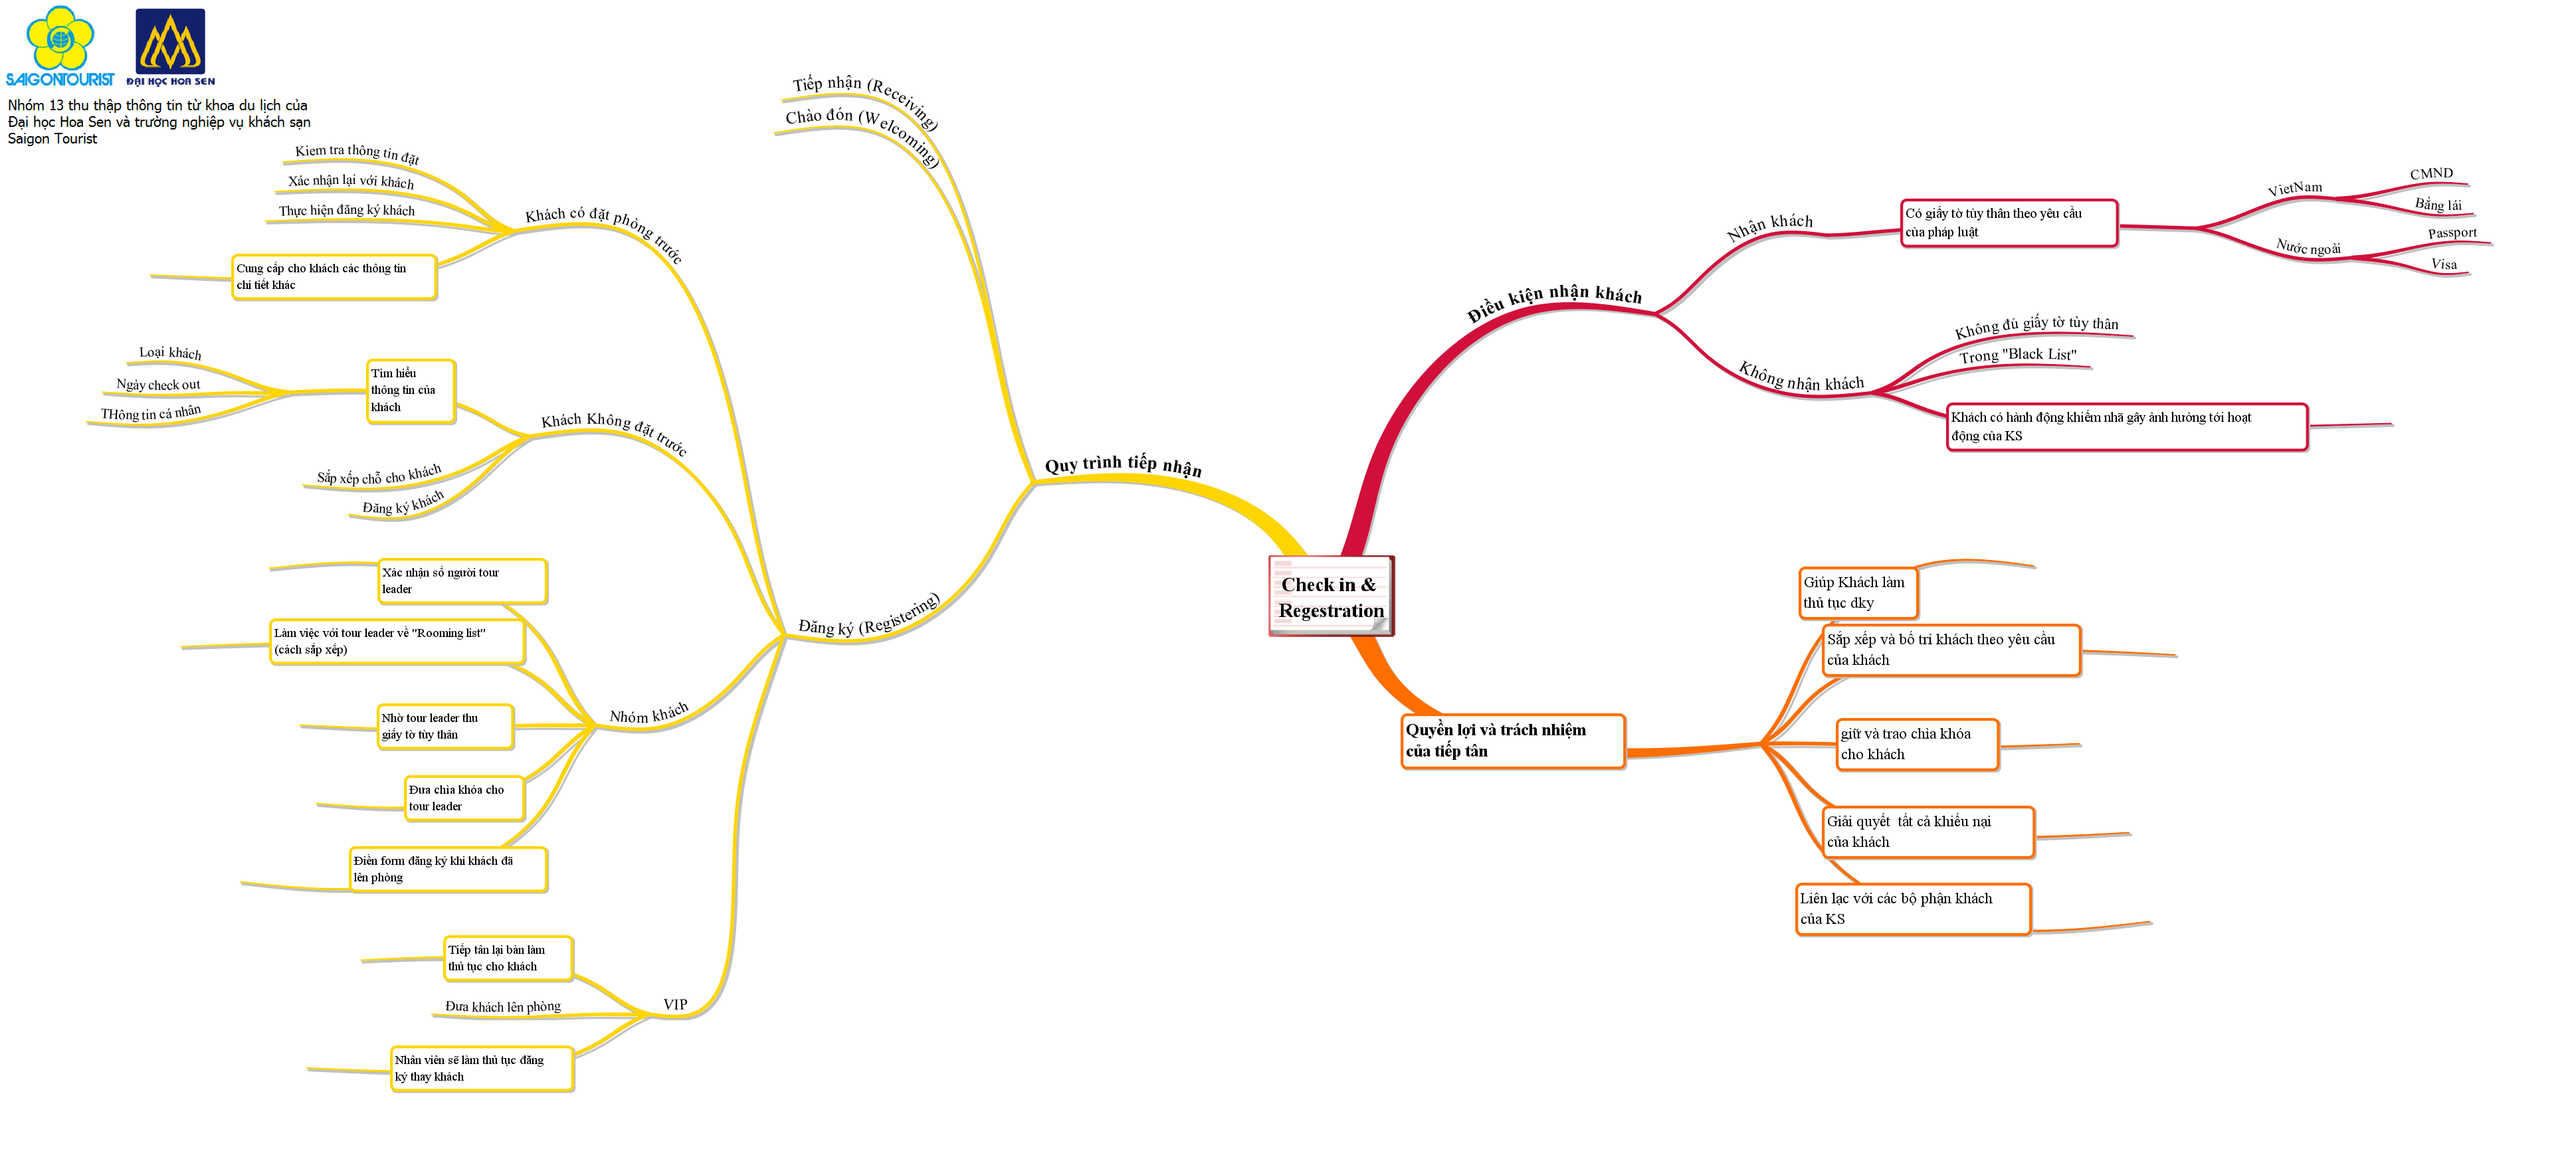 SAIGONTOURIST
ĐẠI HỌC HOA SEN
Nhóm 13 thu thập thông tin từ khoa du lịch của
Đại học Hoa Sen và trường nghiệp vụ khách sạn
Saigon Tourist
Tiếp nhận (Receiving)
Chào đón (Welcoming)
Kiem tra thông tin đặt
Xác nhận lại với khách
Thực hiện đăng ký khách
Cung cấp cho khách các thông tin
chi tiết khác
Khách có đặt phòng trước
Loại khách
Ngày check out
THông tin cá nhân
Tìm hiểu
thông tin của
khách
Khách Không đặt trước
Sắp xếp chỗ cho khách
Đăng ký khách
Quy trình tiếp nhận
Đăng ký (Registering)
Xác nhận số người tour
leader
Làm việc với tour leader về "Rooming list"
(cách sắp xếp)
Nhờ tour leader thu
giấy tờ tùy thân
Đưa chìa khóa cho
tour leader
Điền form đăng ký khi khách đã
lên phòng
Nhóm khách
Tiếp tân lại bàn làm
thủ tục cho khách
Đưa khách lên phòng
Nhân viên sẽ làm thủ tục đăng
ký thay khách
VIP
Check in &
Regestration
Điều kiện nhận khách
Nhận khách
Có giấy tờ tùy thân theo yêu cầu
của pháp luật
VietNam
CMND
Bằng lái
Nước ngoài
Passport
Visa
Không nhận khách
Không đủ giấy tờ tùy thân
Trong "Black List"
Khách có hành động khiếm nhã gây ảnh hưởng tới hoạt
động của KS
Quyền lợi và trách nhiệm
của tiếp tân
Giúp Khách làm
thủ tục dky
Sắp xếp và bố trí khách theo yêu cầu
của khách
giữ và trao chìa khóa
cho khách
Giải quyết  tất cả khiếu nại
của khách
Liên lạc với các bộ phận khách
của KS